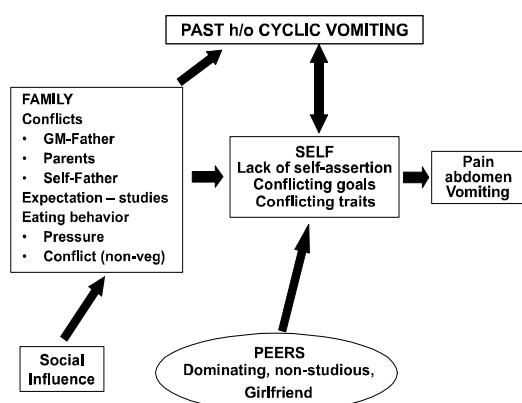 PAST h/o CYCLIC VOMITING
FAMILY
Conflicts
• GM-Father
• Parents
• Self-Father
Expectation – studies
Eating behavior
• Pressure
• Conflict (non-veg)
SELF
Lack of self-assertion
Conflicting goals
Conflicting traits
Pain
abdomen
Vomiting
Social
Influence
PEERS
Dominating, non-studious,
Girlfriend